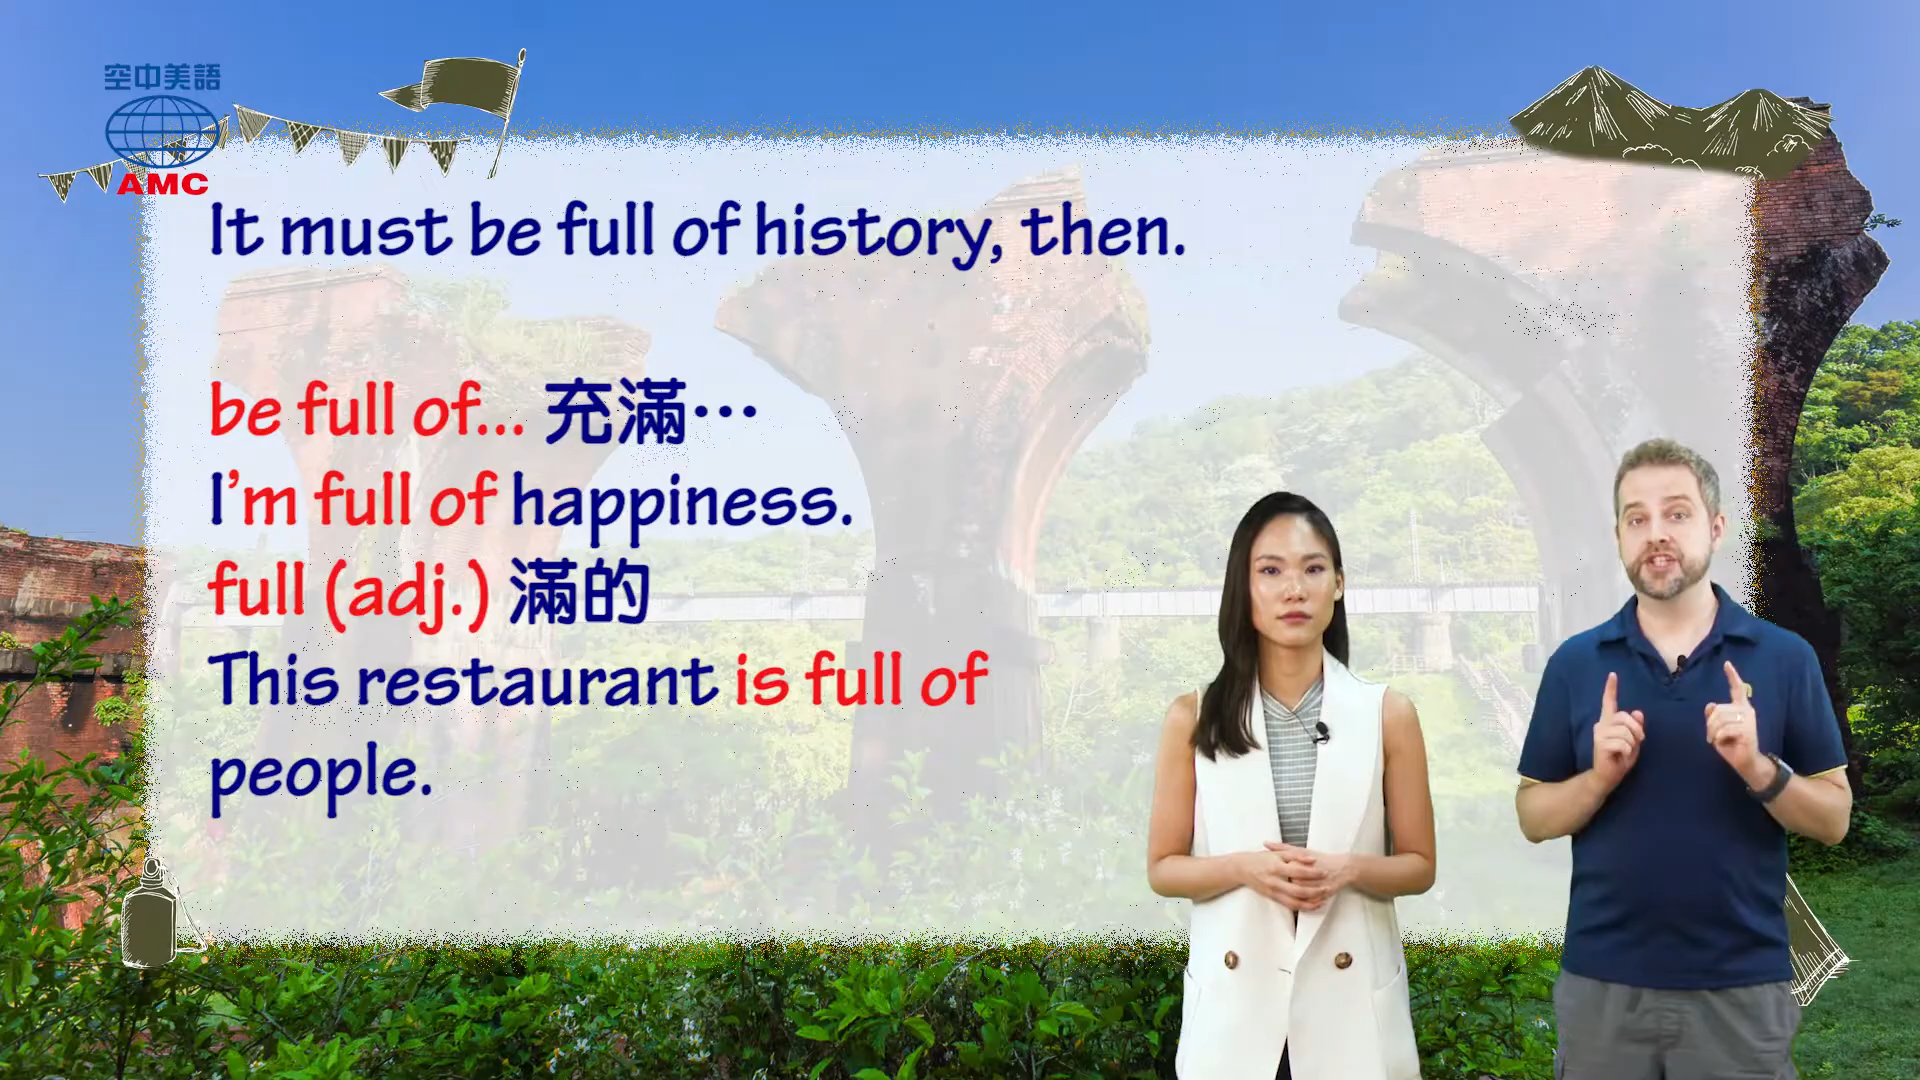 空中美語
AMC
It must be full of history, then.
be full of... 充滿…
I'm full of happiness.
full (adj.) 滿的
This restaurant is full of
people.